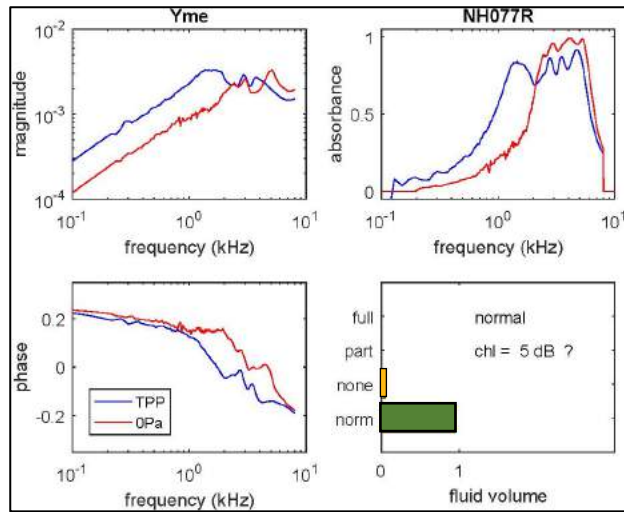 Yme
magnitude
10^-2
10^-3
10^-4
10^-1
10^0
10^1
frequency (kHz)
NH077R
absorbance
1
0.5
0
10^-1
10^0
10^1
frequency (kHz)
phase
0.2
0
-0.2
TPP
0Pa
10^-1
10^0
10^1
frequency (kHz)
full
normal
part
chl = 5 dB ?
none
norm
0
1
fluid volume